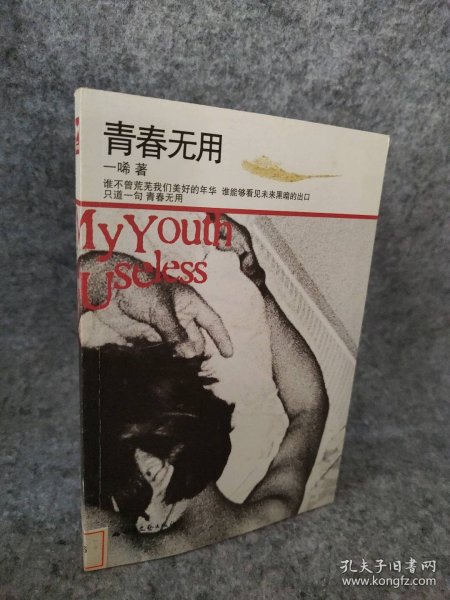 青春无用
一唏 著
谁不曾荒芜我们美好的年华 谁能够看见未来黑暗的出口
只道一句 青春无用
My Youth
Useless
孔夫子旧书网
www.kongfz.com